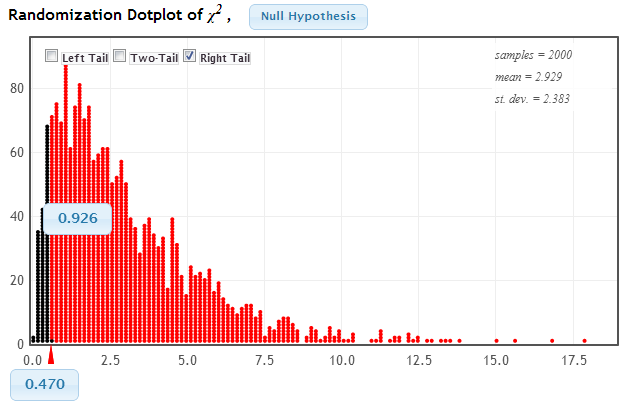 Randomization Dotplot of χ² , Null Hypothesis
Left Tail Two-Tail Right Tail
samples = 2000
mean = 2.929
st. dev. = 2.383
80
60
40
20
0
0.926
0.0 2.5 5.0 7.5 10.0 12.5 15.0 17.5
0.470